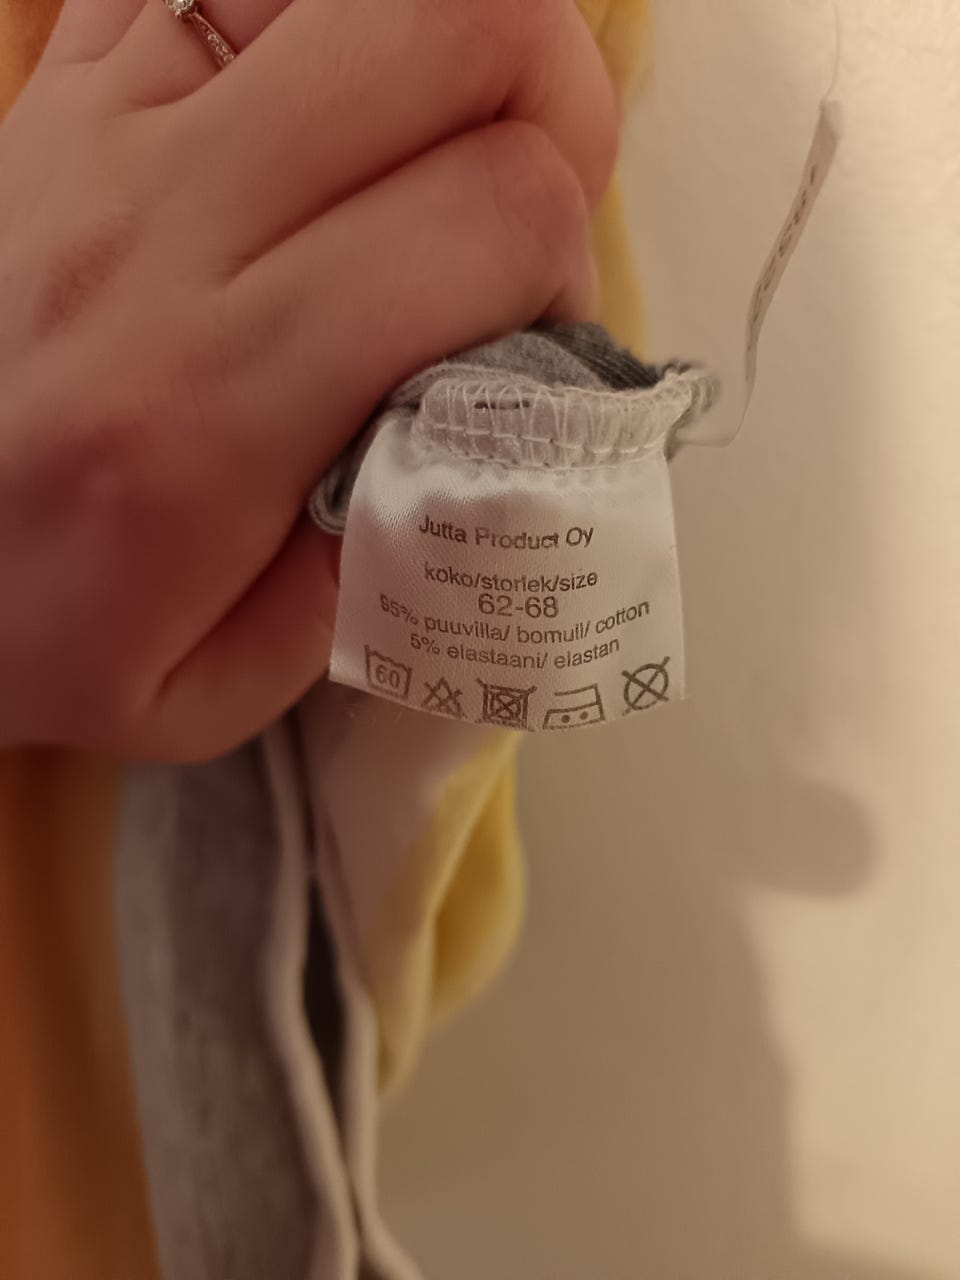 Jutta Product Oy
koko/storlek/size
62-68
95% puuvilla/ bomull/ cotton
5% elastaani/ elastan
60